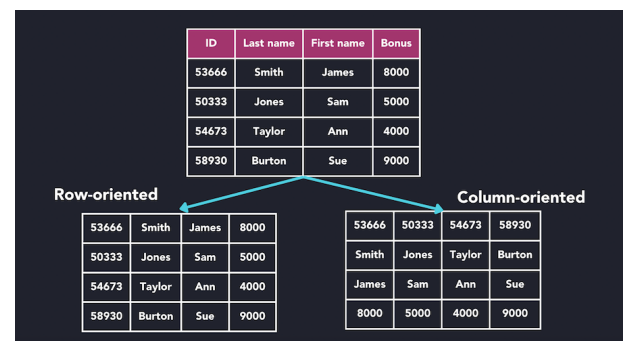 ID Last name First name Bonus
53666 Smith James 8000
50333 Jones Sam 5000
54673 Taylor Ann 4000
58930 Burton Sue 9000
Row-oriented
53666 Smith James 8000
50333 Jones Sam 5000
54673 Taylor Ann 4000
58930 Burton Sue 9000
Column-oriented
53666 50333 54673 58930
Smith Jones Taylor Burton
James Sam Ann Sue
8000 5000 4000 9000